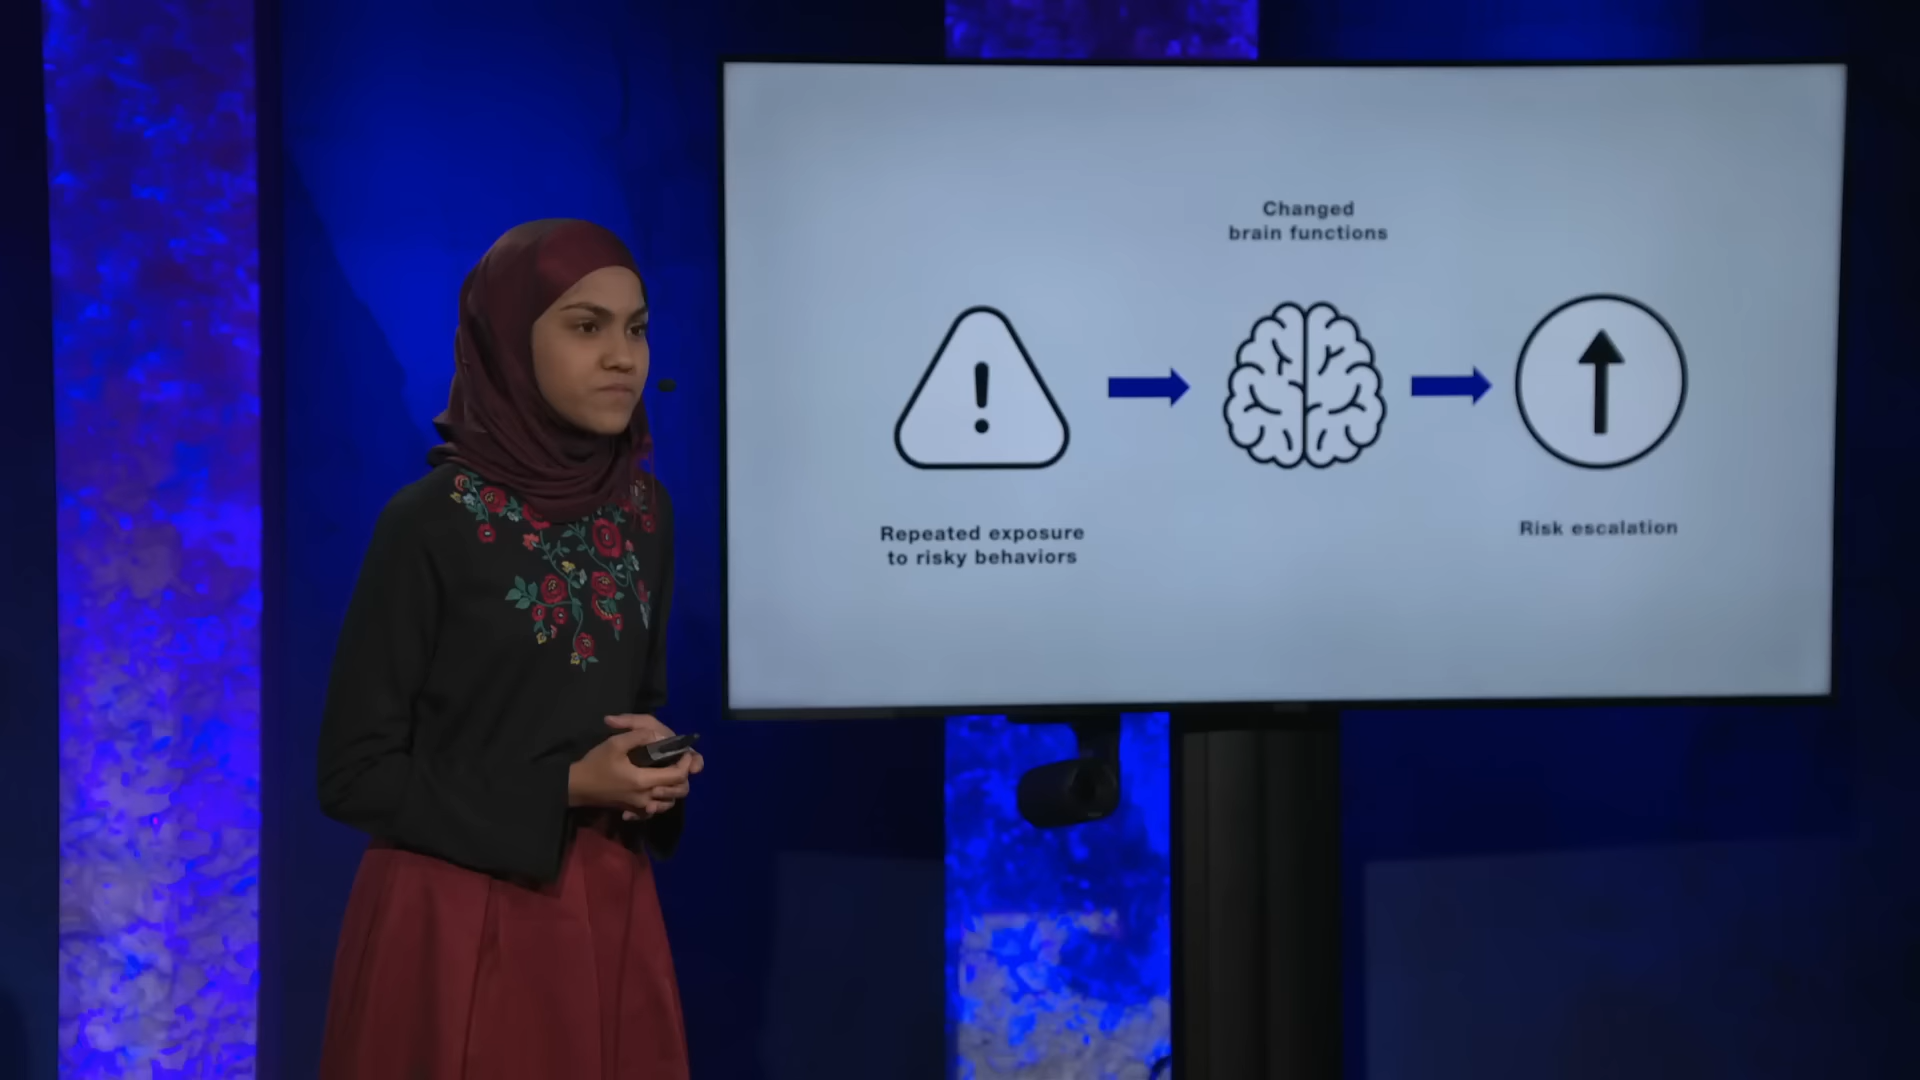 Changed
brain functions
Repeated exposure
to risky behaviors
Risk escalation